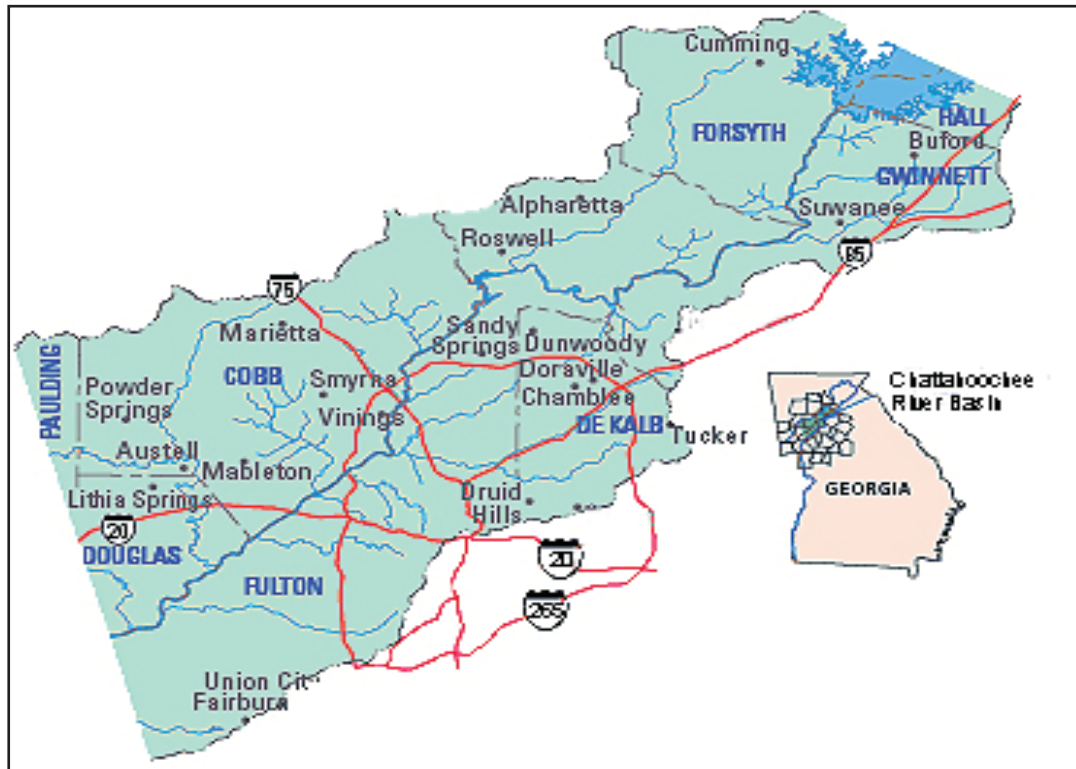 Cumming
FORSYTH
HALL
Buford
GWINNETT
Alpharetta
Suwanee
Roswell
85
75
Marietta
Sandy
Springs
Dunwoody
PAULDING
COBB
Smyrna
Doraville
Powder
Springs
Vinings
Chamblee
DE KALB
Tucker
Chattahoochee
River Basin
Austell
Mableton
Lithia Springs
Druid
Hills
GEORGIA
20
DOUGLAS
20
FULTON
265
Union Cit
Fairburn